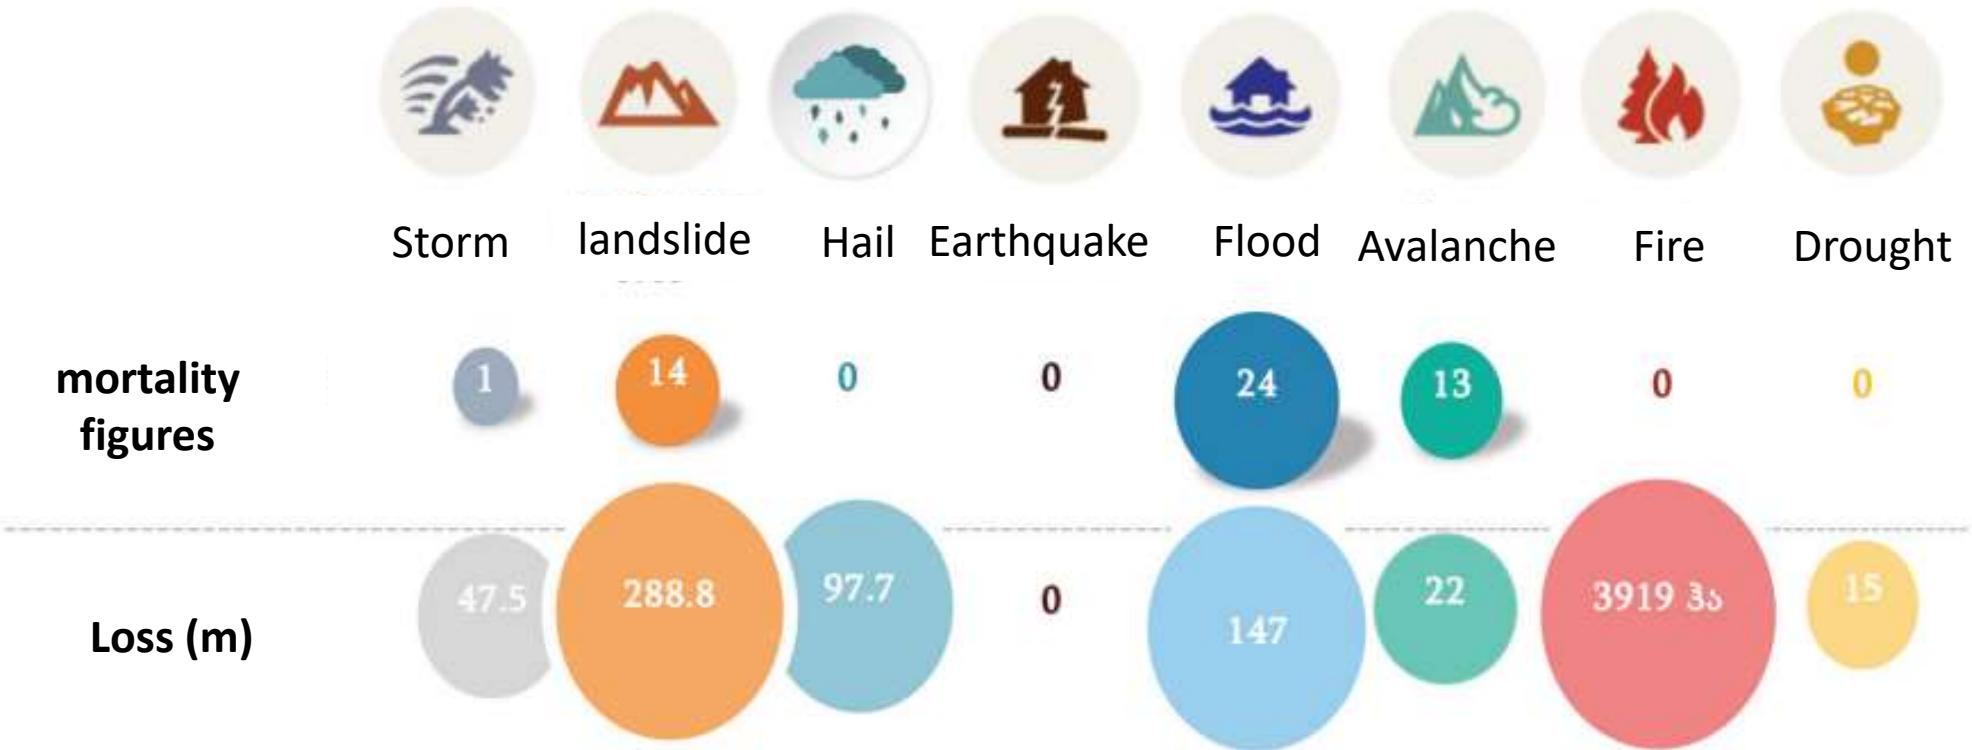 Storm landslide Hail Earthquake Flood Avalanche Fire Drought
mortality
figures
1 14 0 0 24 13 0 0
Loss (m)
47.5 288.8 97.7 0 147 22 3919 ჰა 15